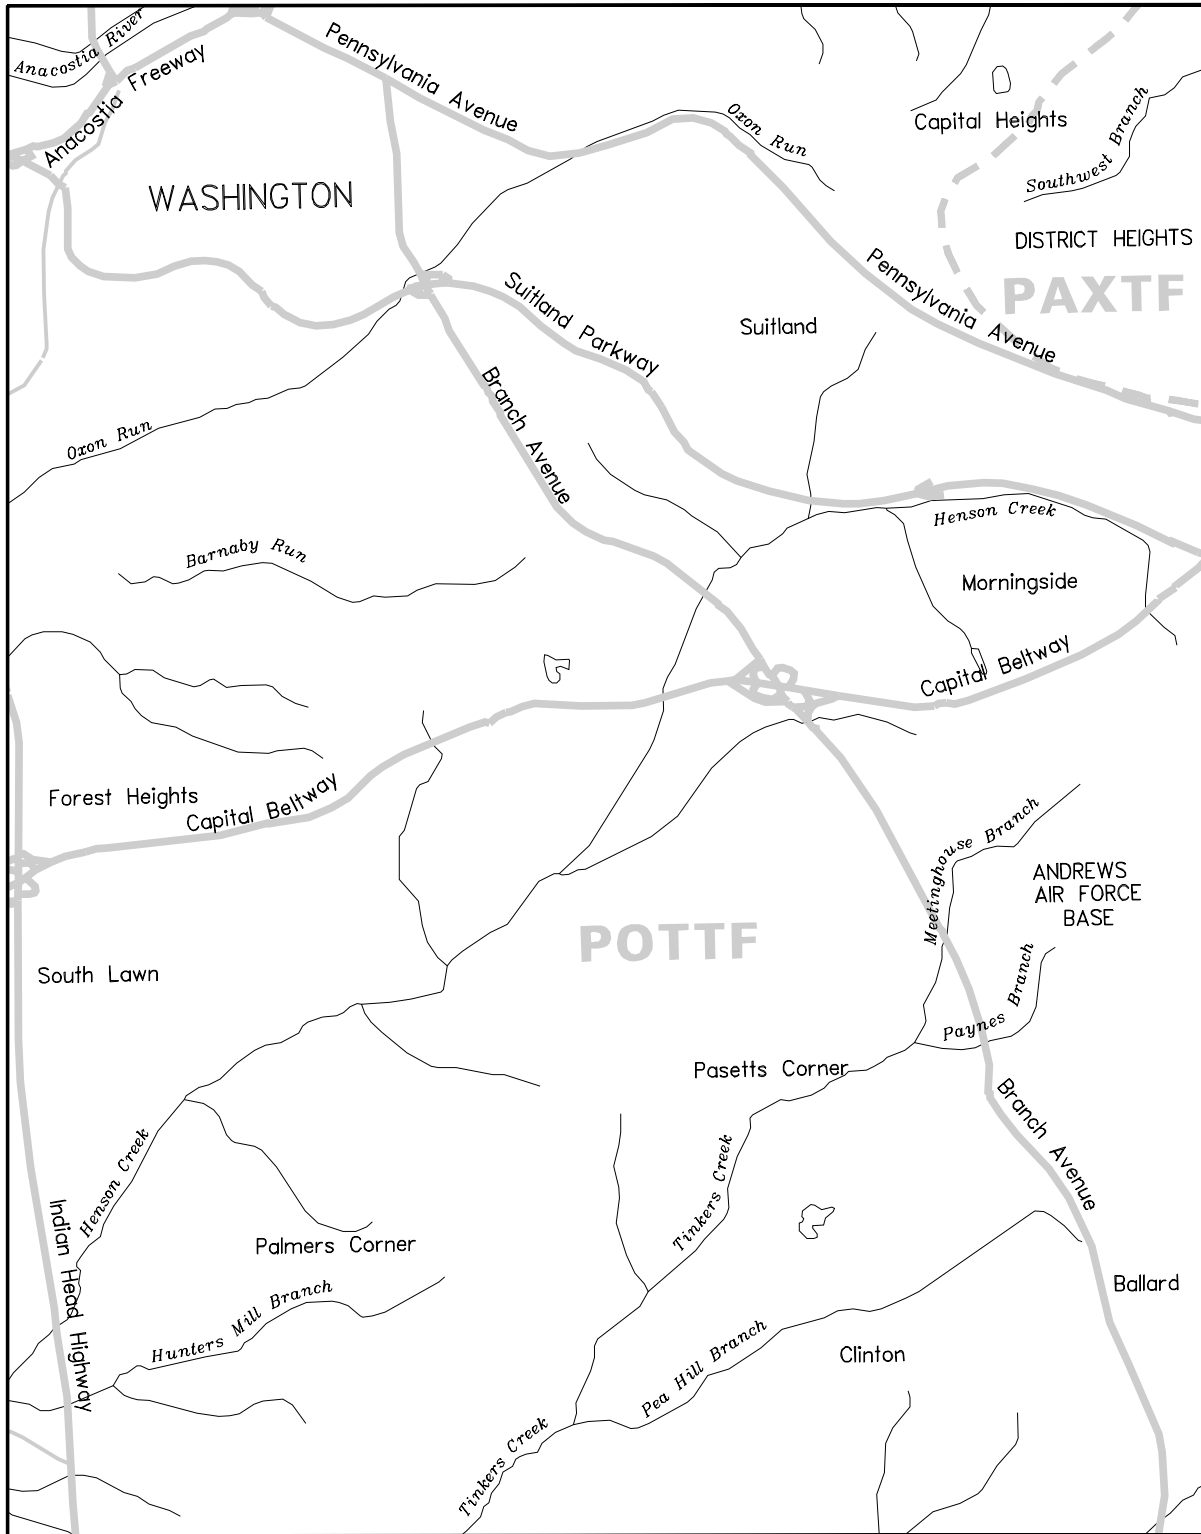 Anacostia River
Anacostia Freeway
Pennsylvania Avenue
Oxon Run
Capital Heights
Southwest Branch
WASHINGTON
DISTRICT HEIGHTS
PAXTF
Pennsylvania Avenue
Suitland Parkway
Suitland
Branch Avenue
Oxon Run
Henson Creek
Barnaby Run
Morningside
Capital Beltway
Forest Heights
Capital Beltway
Meetinghouse Branch
ANDREWS
AIR FORCE
BASE
POTTF
South Lawn
Paynes Branch
Pasetts Corner
Branch Avenue
Henson Creek
Tinkers Creek
Indian Head Highway
Palmers Corner
Ballard
Hunters Mill Branch
Pea Hill Branch
Clinton
Tinkers Creek